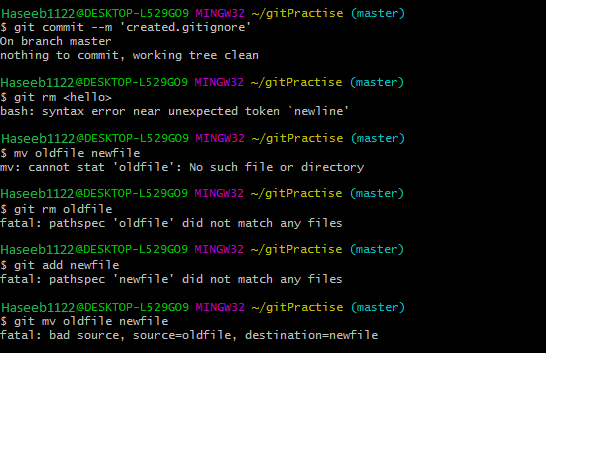 Haseeb1122@DESKTOP-L529GO9 MINGW32 ~/gitPractise (master)
$ git commit --m 'created.gitignore'
On branch master
nothing to commit, working tree clean
Haseeb1122@DESKTOP-L529GO9 MINGW32 ~/gitPractise (master)
$ git rm <hello>
bash: syntax error near unexpected token `newline'
Haseeb1122@DESKTOP-L529GO9 MINGW32 ~/gitPractise (master)
$ mv oldfile newfile
mv: cannot stat 'oldfile': No such file or directory
Haseeb1122@DESKTOP-L529GO9 MINGW32 ~/gitPractise (master)
$ git rm oldfile
fatal: pathspec 'oldfile' did not match any files
Haseeb1122@DESKTOP-L529GO9 MINGW32 ~/gitPractise (master)
$ git add newfile
fatal: pathspec 'newfile' did not match any files
Haseeb1122@DESKTOP-L529GO9 MINGW32 ~/gitPractise (master)
$ git mv oldfile newfile
fatal: bad source, source=oldfile, destination=newfile